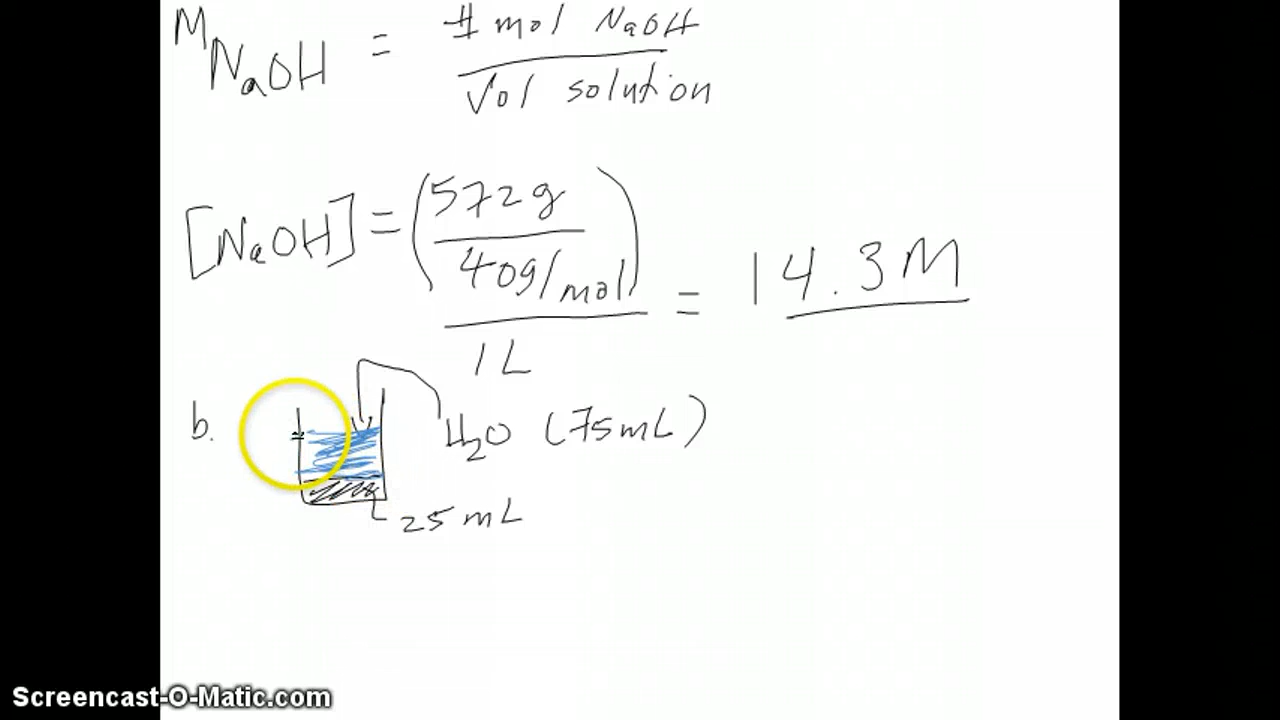 M NaOH = # mol NaOH
Vol solution
[NaOH] = (572g
40g/mol)
= 14.3M
1L
b. H2O (75mL)
25mL
Screencast-O-Matic.com